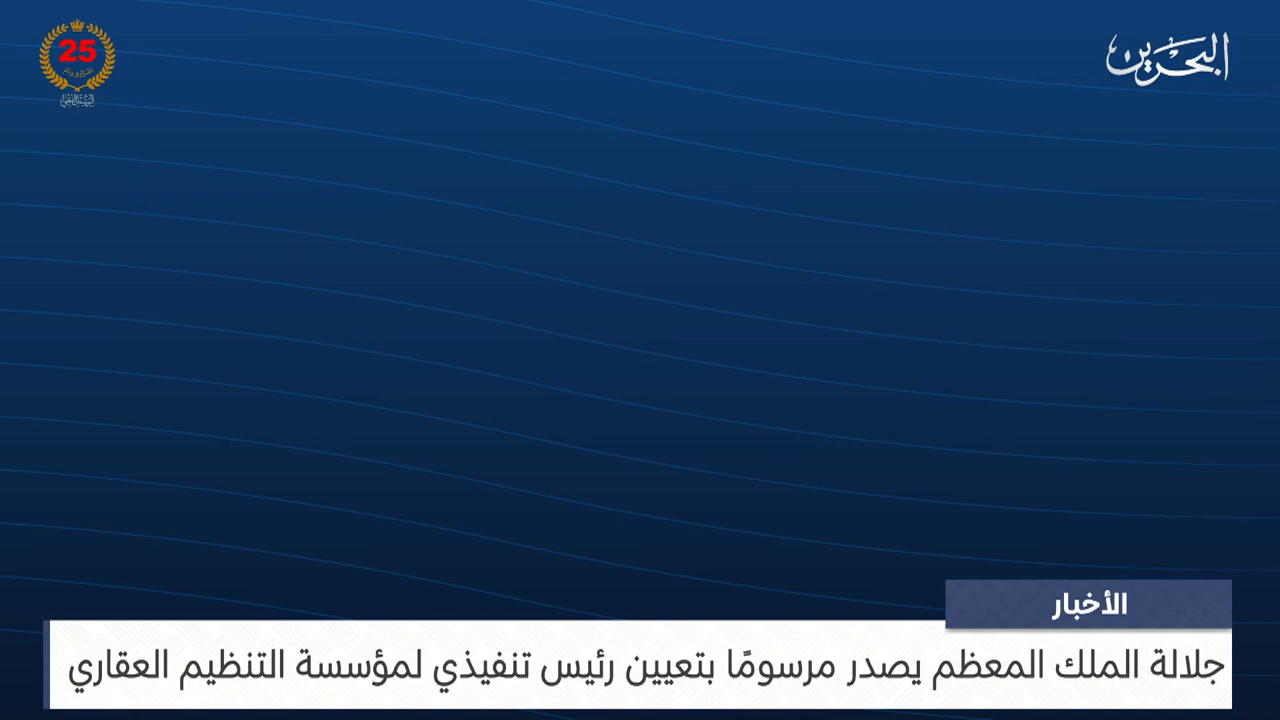 البحرين
25
الأخبار
جلالة الملك المعظم يصدر مرسومًا بتعيين رئيس تنفيذي لمؤسسة التنظيم العقاري